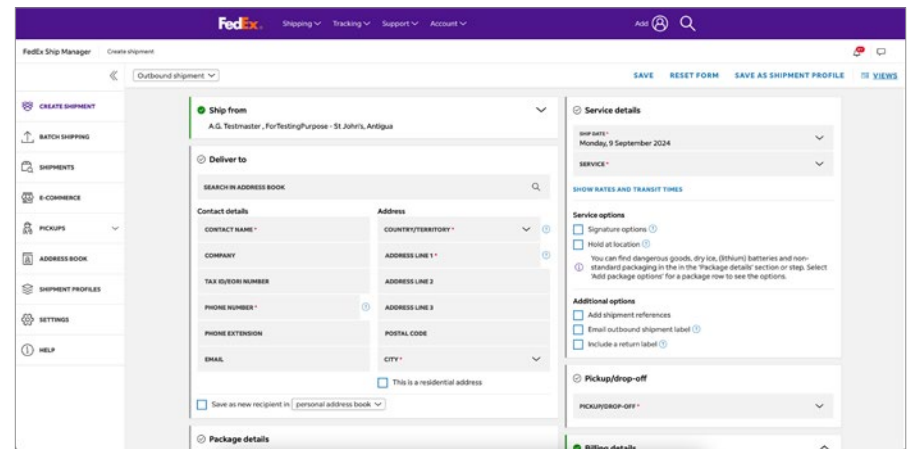 FedEx. Shipping Tracking Support Account Add
FedEx Ship Manager Create shipment
Outbound shipment SAVE RESET FORM SAVE AS SHIPMENT PROFILE VIEWS
CREATE SHIPMENT
BATCH SHIPPING
SHIPMENTS
E-COMMERCE
PICKUPS
ADDRESS BOOK
SHIPMENT PROFILES
SETTINGS
HELP
Ship from
A.G. Testmaster , ForTestingPurpose - St John's, Antigua
Deliver to
SEARCH IN ADDRESS BOOK
Contact details Address
CONTACT NAME * COUNTRY/TERRITORY *
COMPANY ADDRESS LINE 1 *
TAX ID/EORI NUMBER ADDRESS LINE 2
PHONE NUMBER * ADDRESS LINE 3
PHONE EXTENSION POSTAL CODE
EMAIL CITY *
This is a residential address
Save as new recipient in personal address book
Package details
Service details
SHIP DATE *
Monday, 9 September 2024
SERVICE *
SHOW RATES AND TRANSIT TIMES
Service options
Signature options
Hold at location
You can find dangerous goods, dry ice, (lithium) batteries and non-
standard packaging in the in the 'Package details' section or step. Select
'Add package options' for a package row to see the options.
Additional options
Add shipment references
Email outbound shipment label
Include a return label
Pickup/drop-off
PICKUP/DROP-OFF *
Billing details